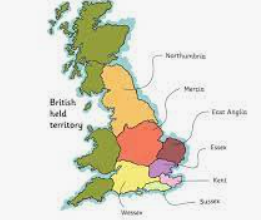 Northumbria
Mercia
British
held
territory
East Anglia
Essex
Kent
Sussex
Wessex